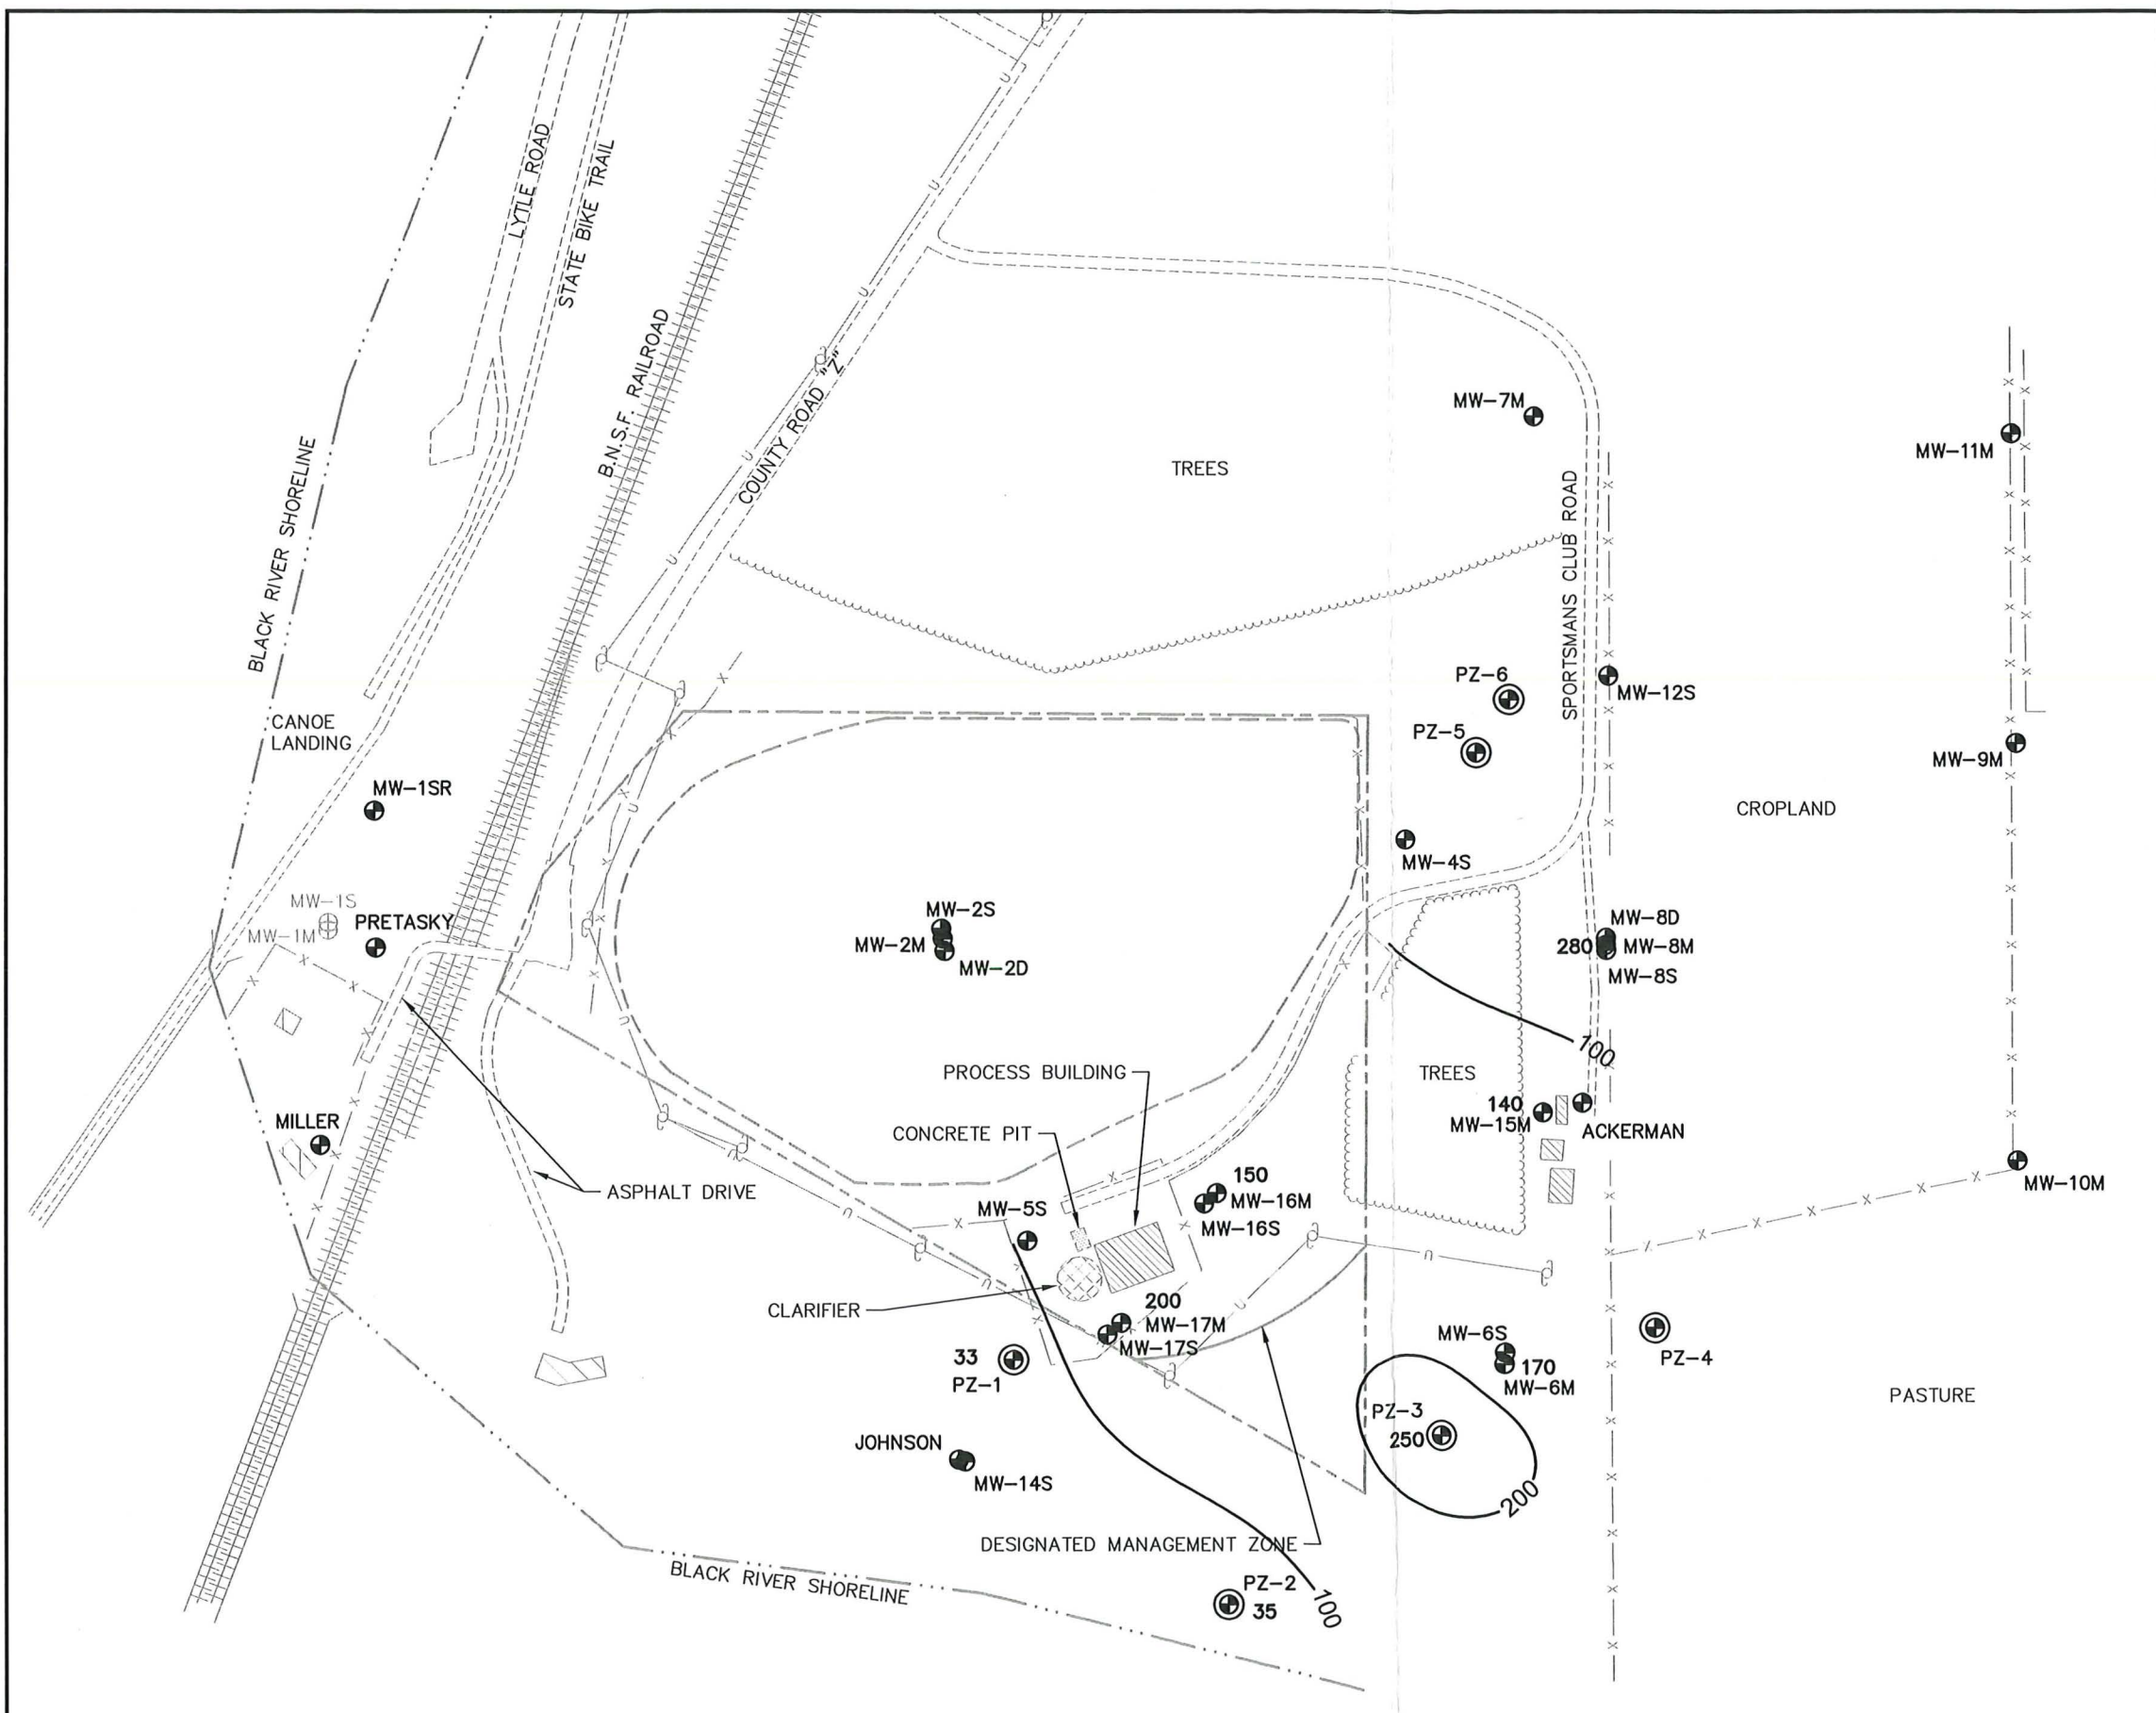 LYTLE ROAD
STATE BIKE TRAIL
B.N.S.F. RAILROAD
COUNTY ROAD "Z"
BLACK RIVER SHORELINE
TREES
MW-7M
SPORTSMANS CLUB ROAD
MW-11M
PZ-6
MW-12S
PZ-5
MW-9M
CANOE
LANDING
MW-1SR
CROPLAND
MW-4S
MW-1S
MW-1M
PRETASKY
MW-2S
MW-2M
MW-2D
MW-8D
280
MW-8M
MW-8S
100
PROCESS BUILDING
TREES
140
MW-15M
ACKERMAN
MILLER
CONCRETE PIT
150
MW-16M
MW-16S
MW-10M
ASPHALT DRIVE
MW-5S
CLARIFIER
200
MW-17M
MW-17S
33
PZ-1
MW-6S
170
MW-6M
PZ-4
PASTURE
PZ-3
250
JOHNSON
MW-14S
200
DESIGNATED MANAGEMENT ZONE
BLACK RIVER SHORELINE
PZ-2
35
100